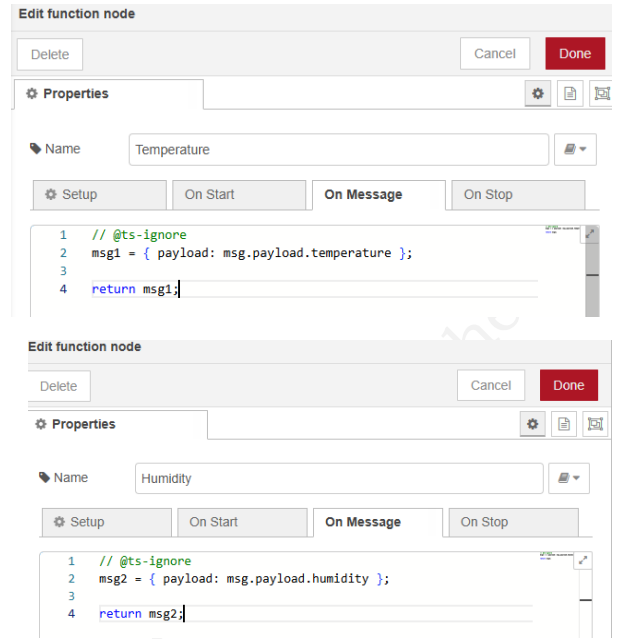 Edit function node
Delete Cancel Done
Properties
Name Temperature
Setup On Start On Message On Stop
1 // @ts-ignore
2 msg1 = { payload: msg.payload.temperature };
3
4 return msg1;
Edit function node
Delete Cancel Done
Properties
Name Humidity
Setup On Start On Message On Stop
1 // @ts-ignore
2 msg2 = { payload: msg.payload.humidity };
3
4 return msg2;